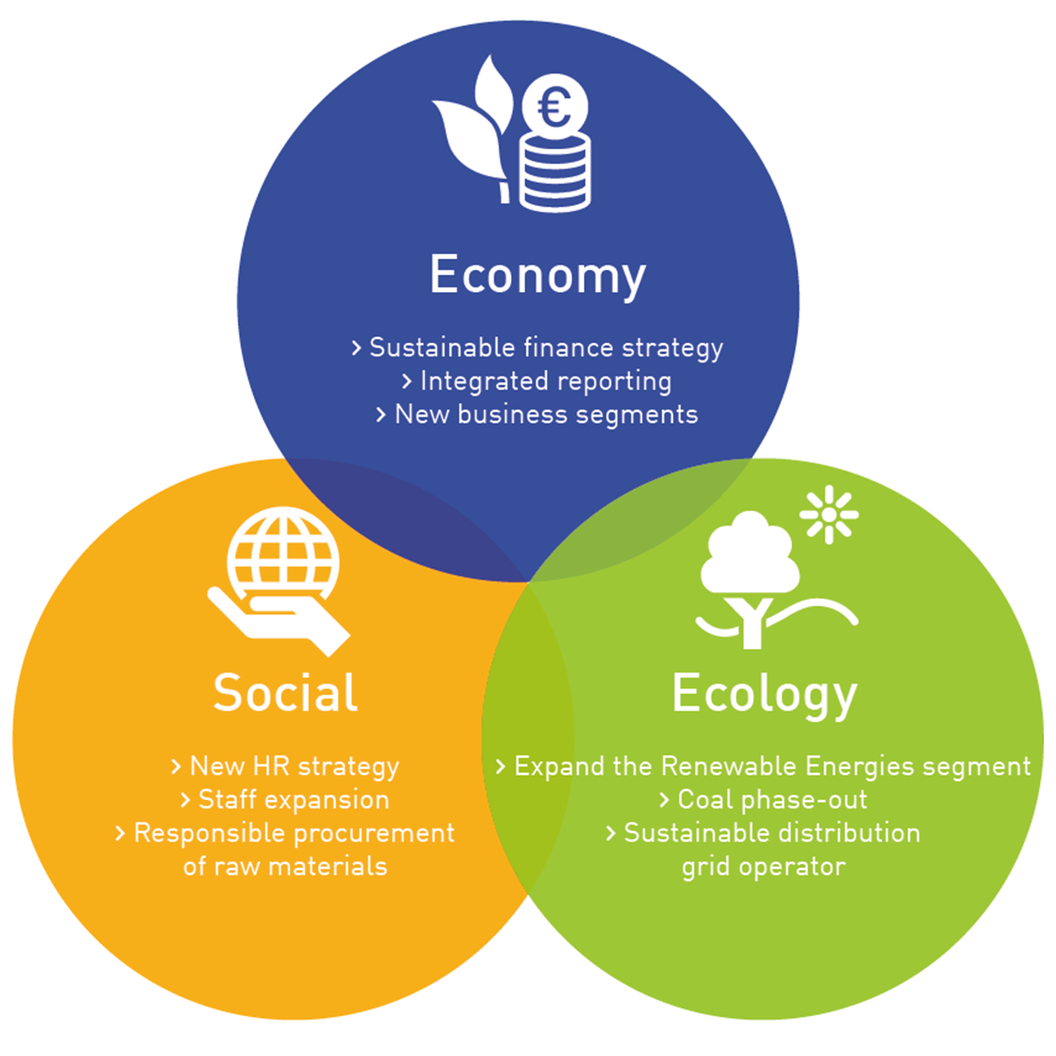 €
Economy
> Sustainable finance strategy
> Integrated reporting
> New business segments
Social
> New HR strategy
> Staff expansion
> Responsible procurement
of raw materials
Ecology
> Expand the Renewable Energies segment
> Coal phase-out
> Sustainable distribution
grid operator